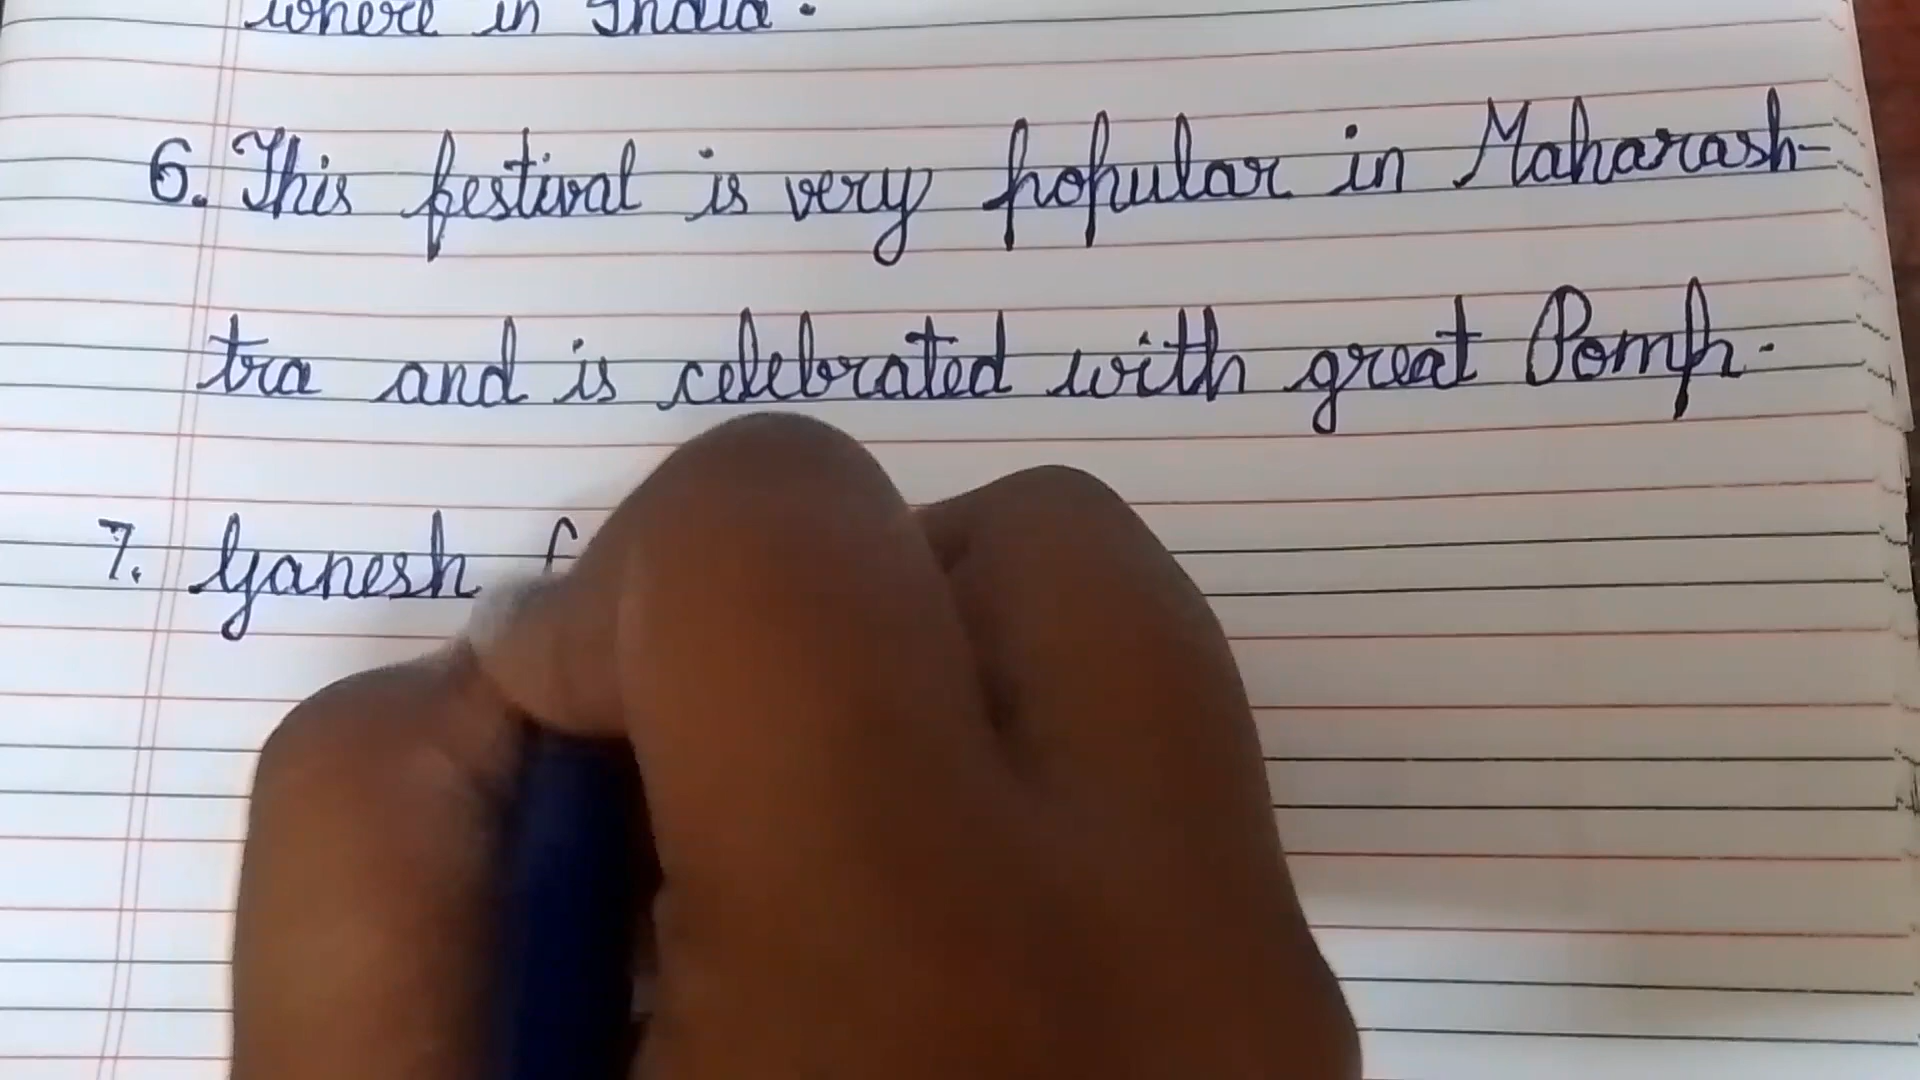 where in India.
6. This festival is very popular in Maharash-
tra and is celebrated with great Pomp.
7. Ganesh